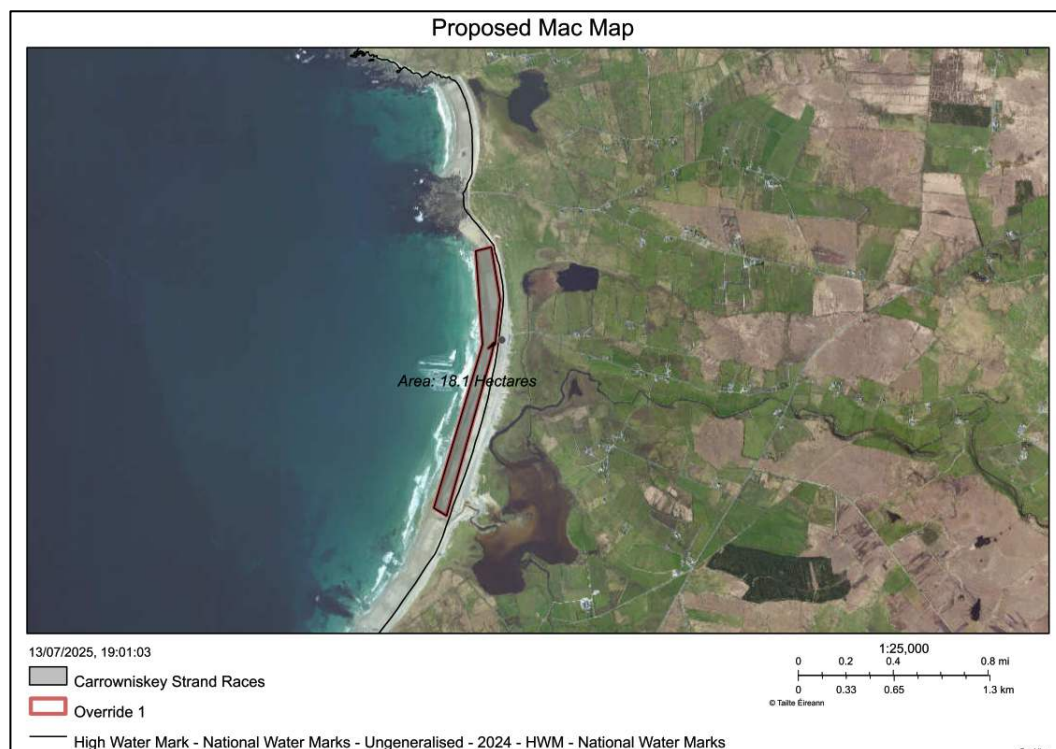 Proposed Mac Map
Area: 18.1 Hectares
13/07/2025, 19:01:03
Carrowniskey Strand Races
Override 1
High Water Mark - National Water Marks - Ungeneralised - 2024 - HWM - National Water Marks
1:25,000
0 0.2 0.4 0.8 mi
0 0.33 0.65 1.3 km
© Tailte Éireann